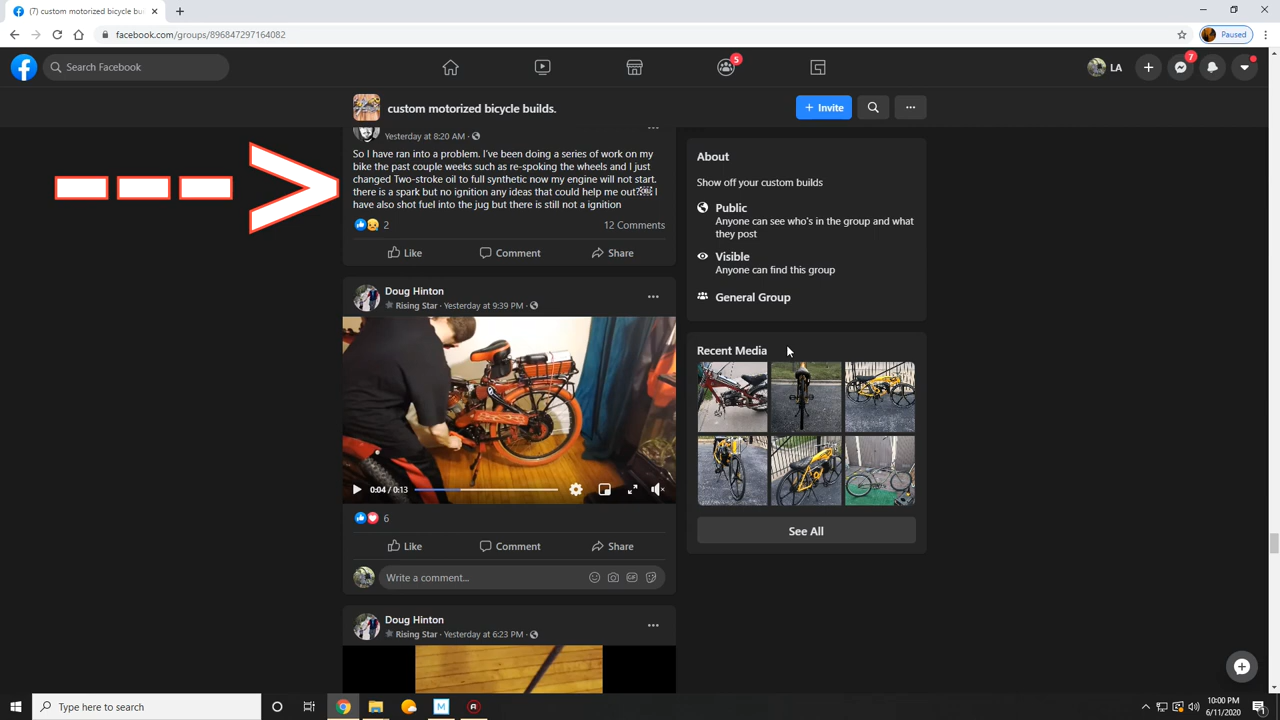 (7) custom motorized bicycle bui
facebook.com/groups/896847297164082
Paused
Search Facebook
5
LA
7
custom motorized bicycle builds.
+ Invite
Yesterday at 8:20 AM ·
So I have ran into a problem. I've been doing a series of work on my
bike the past couple weeks such as re-spoking the wheels and I just
changed Two-stroke oil to full synthetic now my engine will not start.
there is a spark but no ignition any ideas that could help me out? I
have also shot fuel into the jug but there is still not a ignition
2
12 Comments
Like
Comment
Share
Doug Hinton
Rising Star · Yesterday at 9:39 PM ·
0:04 / 0:13
6
Like
Comment
Share
Write a comment...
GIF
Doug Hinton
Rising Star · Yesterday at 6:23 PM ·
About
Show off your custom builds
Public
Anyone can see who's in the group and what
they post
Visible
Anyone can find this group
General Group
Recent Media
See All
Type here to search
M
10:00 PM
6/11/2020
1